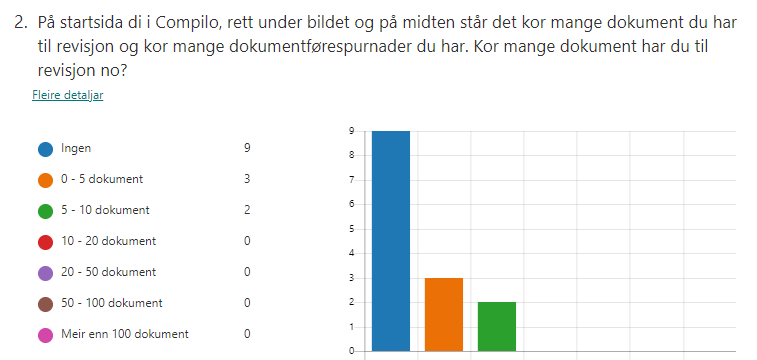 2. På startsida di i Compilo, rett under bildet og på midten står det kor mange dokument du har
til revisjon og kor mange dokumentførespurnader du har. Kor mange dokument har du til
revisjon no?
Fleire detaljar
Ingen 9
0 - 5 dokument 3
5 - 10 dokument 2
10 - 20 dokument 0
20 - 50 dokument 0
50 - 100 dokument 0
Meir enn 100 dokument 0
9
8
7
6
5
4
3
2
1
0